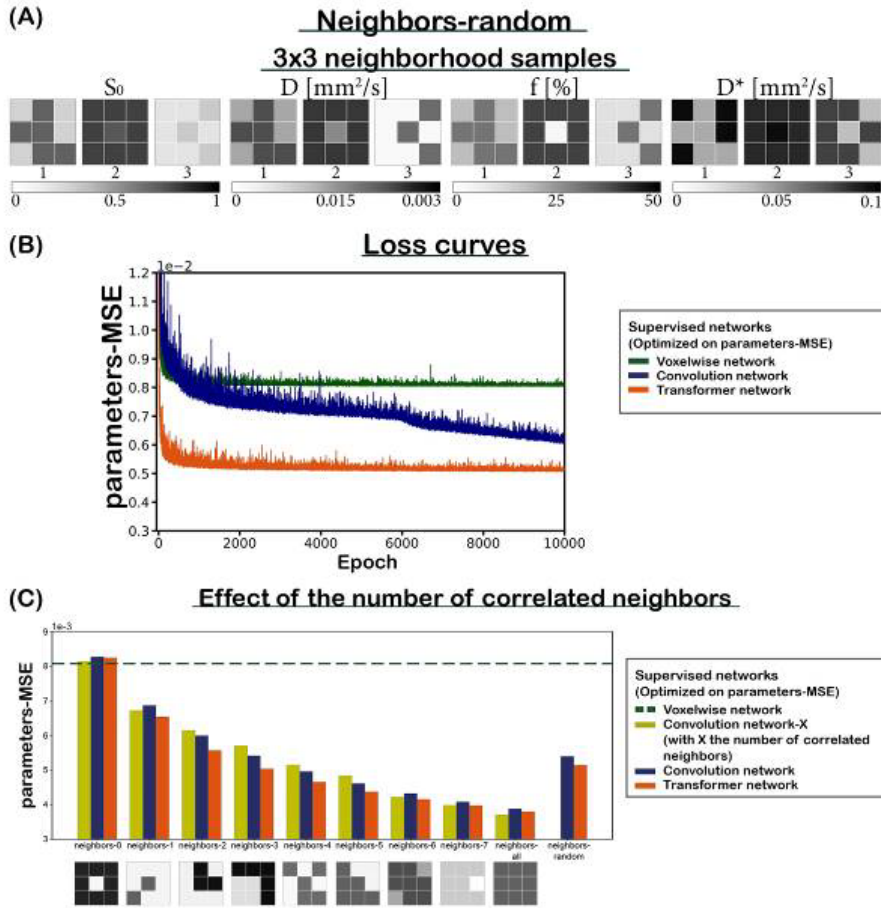 (A)
Neighbors-random
3x3 neighborhood samples
S₀ D [mm²/s] f [%] D* [mm²/s]
1 2 3 1 2 3 1 2 3 1 2 3
0 0.5 1 0 0.015 0.003 0 25 50 0 0.05 0.1
(B)
Loss curves
1e−2
parameters-MSE
1.2
1.1
1.0
0.9
0.8
0.7
0.6
0.5
0.4
0.3
0 2000 4000 6000 8000 10000
Epoch
Supervised networks
(Optimized on parameters-MSE)
Voxelwise network
Convolution network
Transformer network
(C)
Effect of the number of correlated neighbors
1e-3
parameters-MSE
9
8
7
6
5
4
3
neighbors-0 neighbors-1 neighbors-2 neighbors-3 neighbors-4 neighbors-5 neighbors-6 neighbors-7 neighbors-all neighbors-random
Supervised networks
(Optimized on parameters-MSE)
Voxelwise network
Convolution network-X
(with X the number of correlated
neighbors)
Convolution network
Transformer network